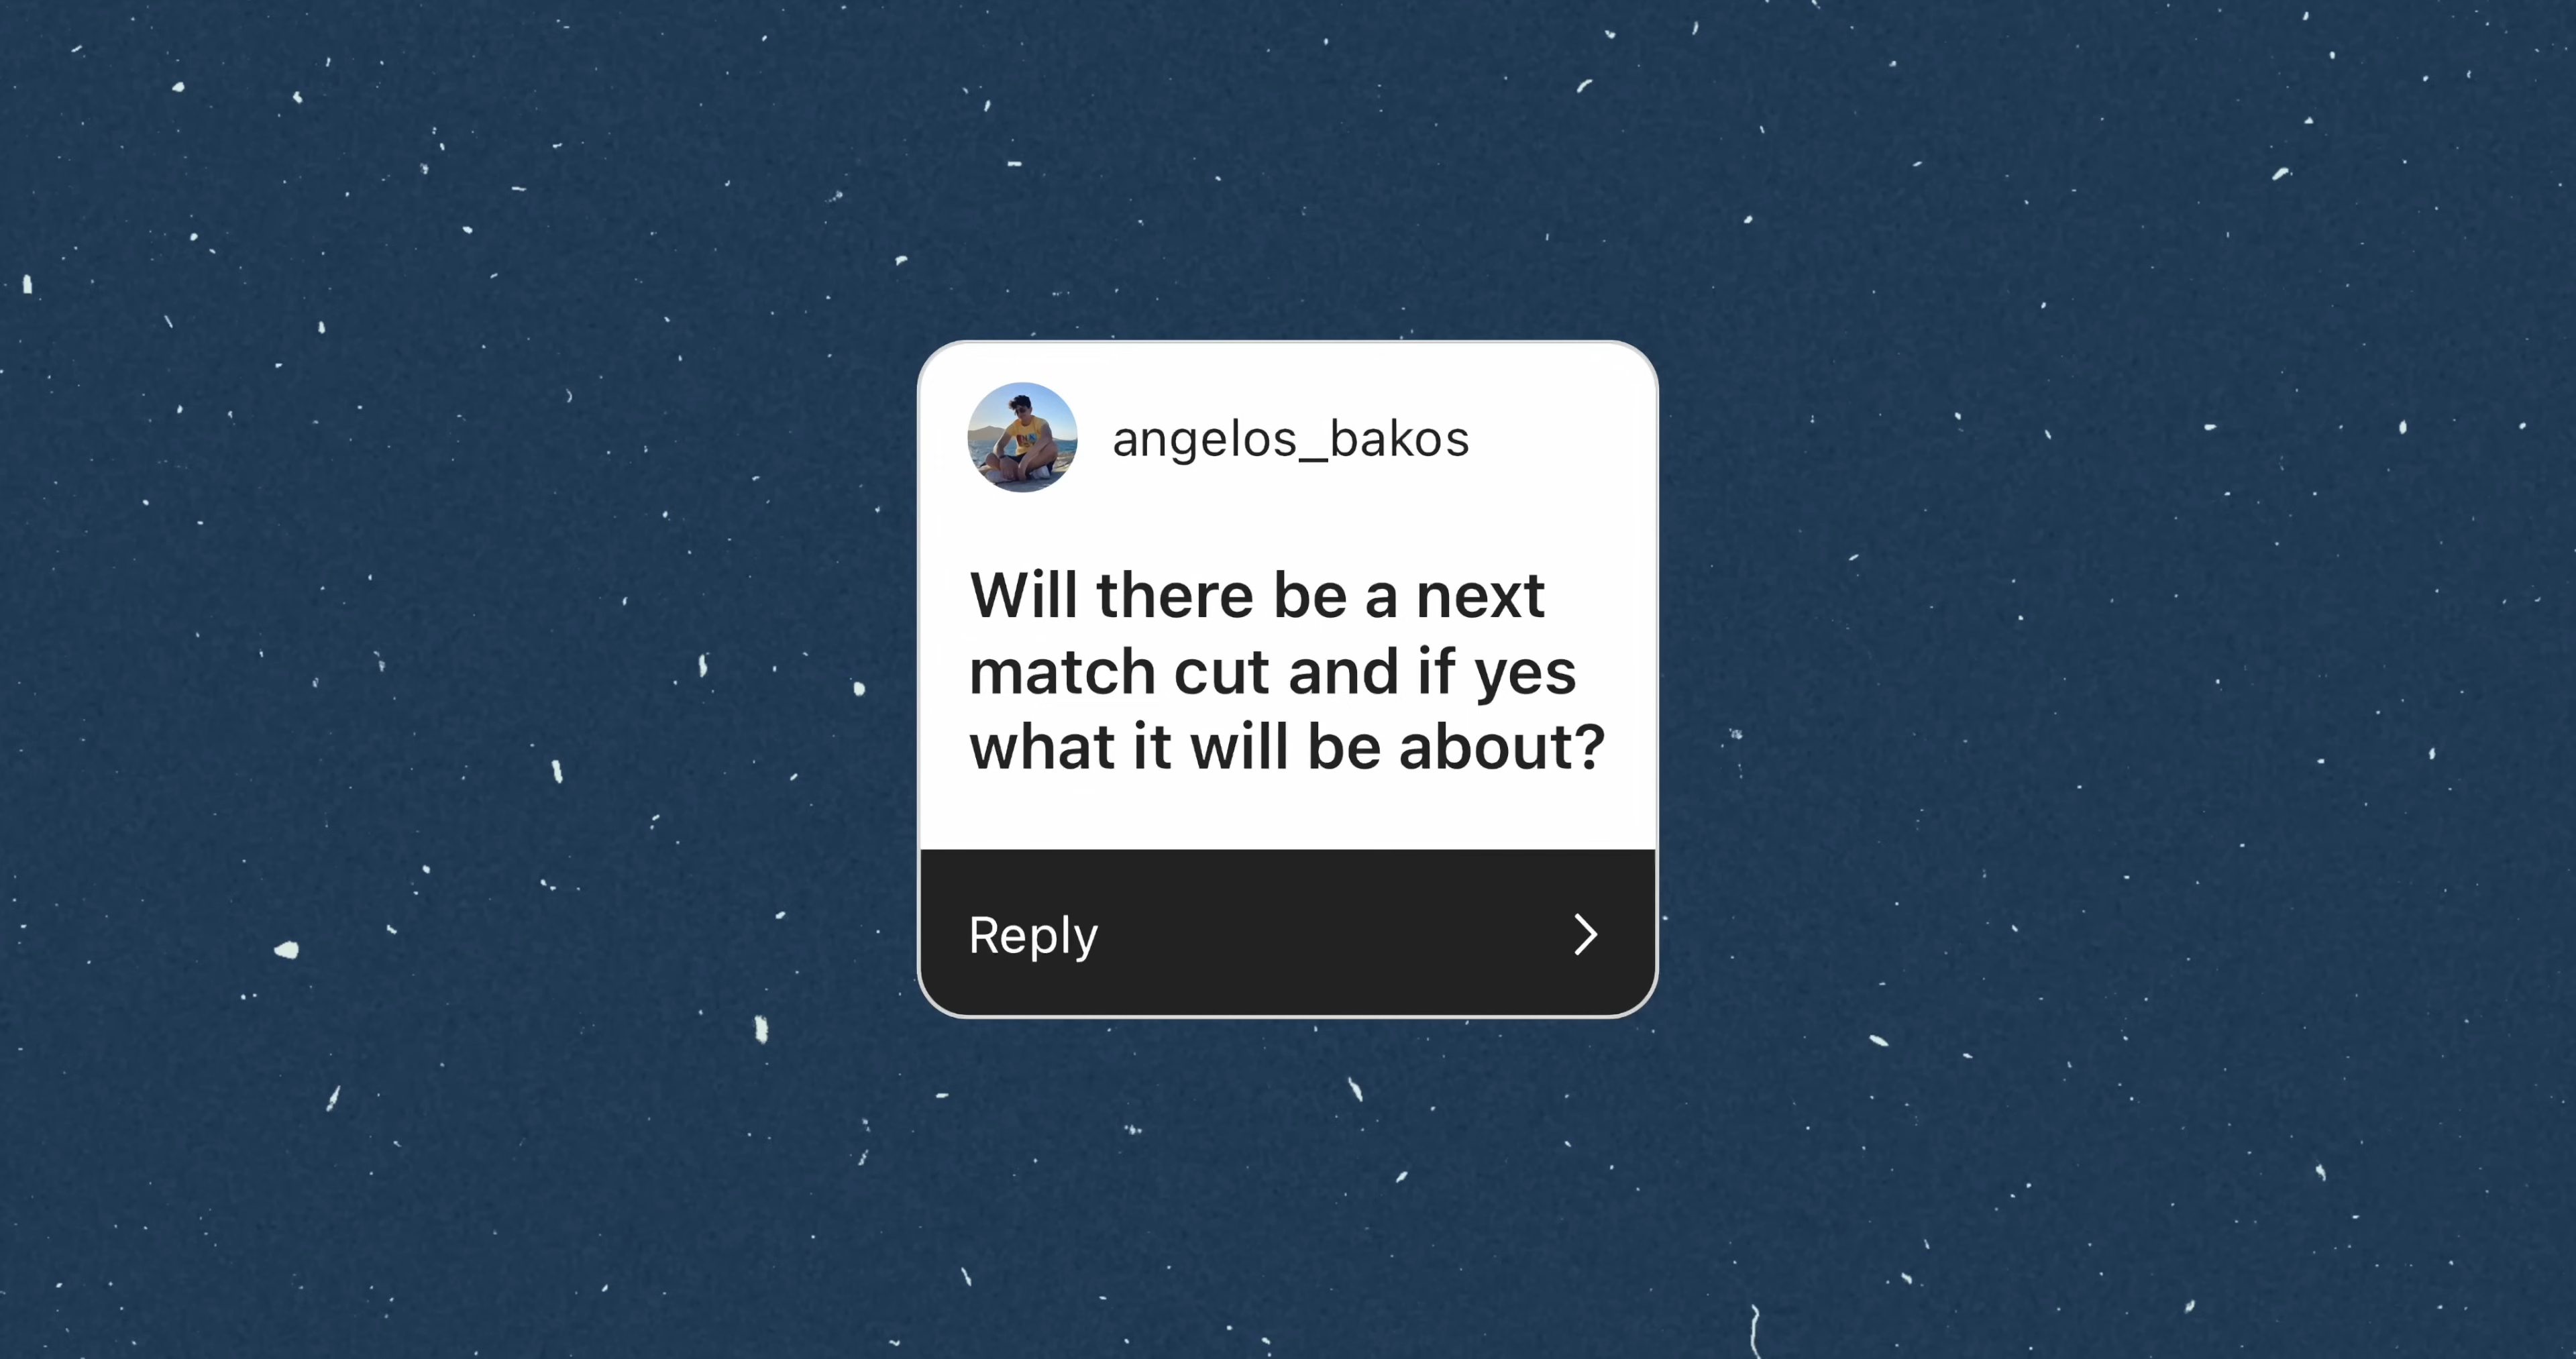 angelos_bakos
Will there be a next
match cut and if yes
what it will be about?
Reply